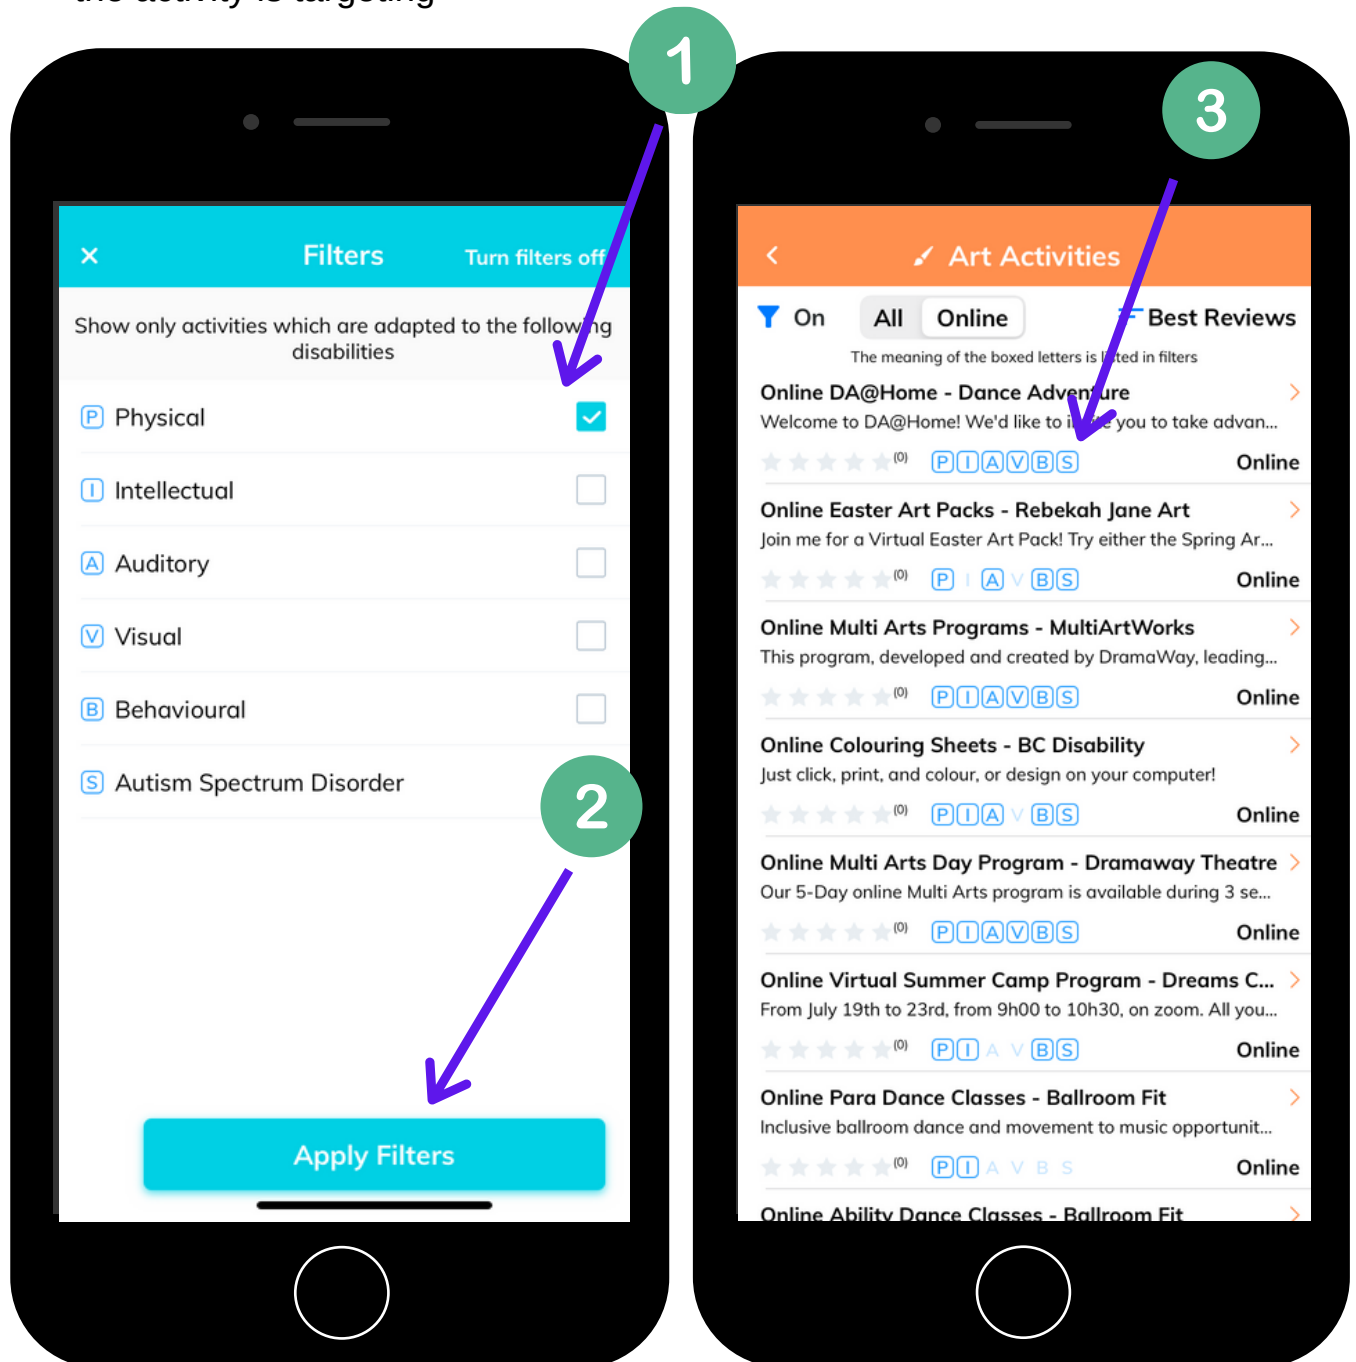 the activity is targeting
1
Filters
Turn filters off
Show only activities which are adapted to the following
disabilities
P Physical
I Intellectual
A Auditory
V Visual
B Behavioural
S Autism Spectrum Disorder
2
Apply Filters
3
Art Activities
On All Online Best Reviews
The meaning of the boxed letters is listed in filters
Online DA@Home - Dance Adventure
Welcome to DA@Home! We'd like to invite you to take advan...
(0) P I A V B S Online
Online Easter Art Packs - Rebekah Jane Art
Join me for a Virtual Easter Art Pack! Try either the Spring Ar...
(0) P I A V B S Online
Online Multi Arts Programs - MultiArtWorks
This program, developed and created by DramaWay, leading...
(0) P I A V B S Online
Online Colouring Sheets - BC Disability
Just click, print, and colour, or design on your computer!
(0) P I A V B S Online
Online Multi Arts Day Program - Dramaway Theatre
Our 5-Day online Multi Arts program is available during 3 se...
(0) P I A V B S Online
Online Virtual Summer Camp Program - Dreams C...
From July 19th to 23rd, from 9h00 to 10h30, on zoom. All you...
(0) P I A V B S Online
Online Para Dance Classes - Ballroom Fit
Inclusive ballroom dance and movement to music opportunit...
(0) P I A V B S Online
Online Ability Dance Classes - Ballroom Fit